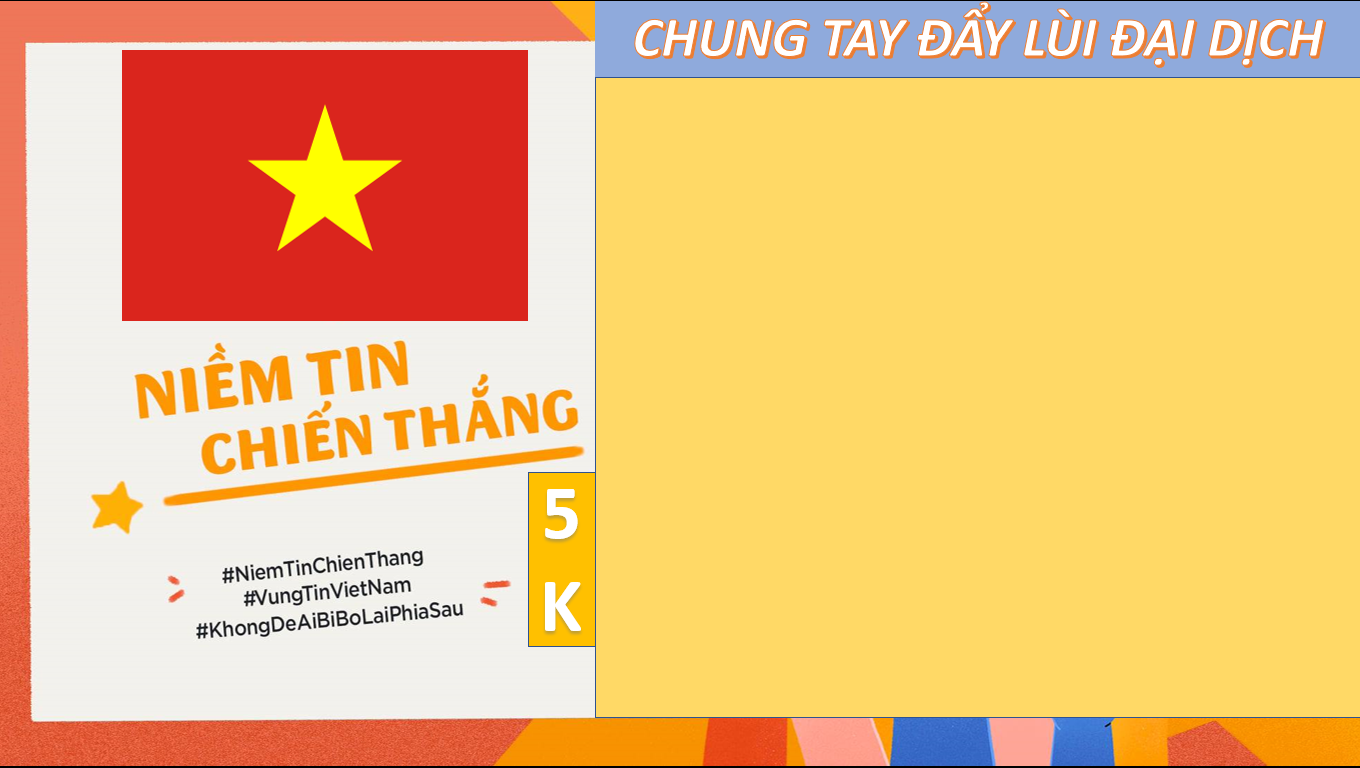 CHUNG TAY ĐẨY LÙI ĐẠI DỊCH
NIỀM TIN
CHIẾN THẮNG
#NiemTinChienThang
#VungTinVietNam
#KhongDeAiBiBoLaiPhiaSau
5
K